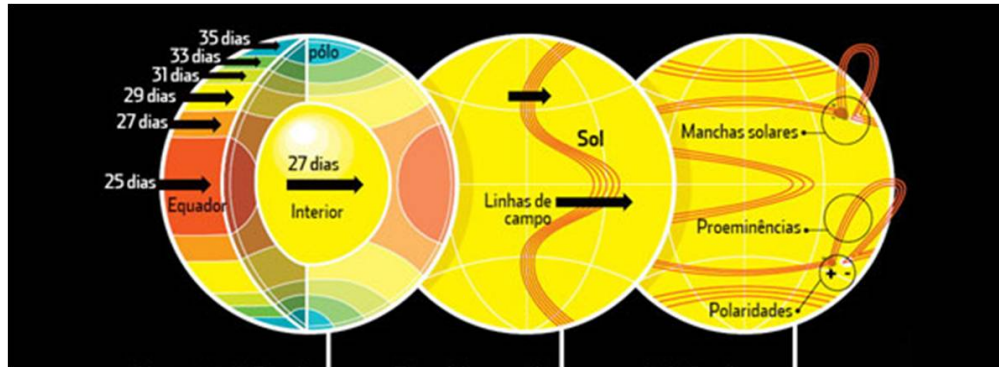 35 dias
33 dias
31 dias
29 dias
27 dias
25 dias
pólo
Equador
27 dias
Interior
Sol
Linhas de
campo
Manchas solares
Proeminências
+ -
Polaridades